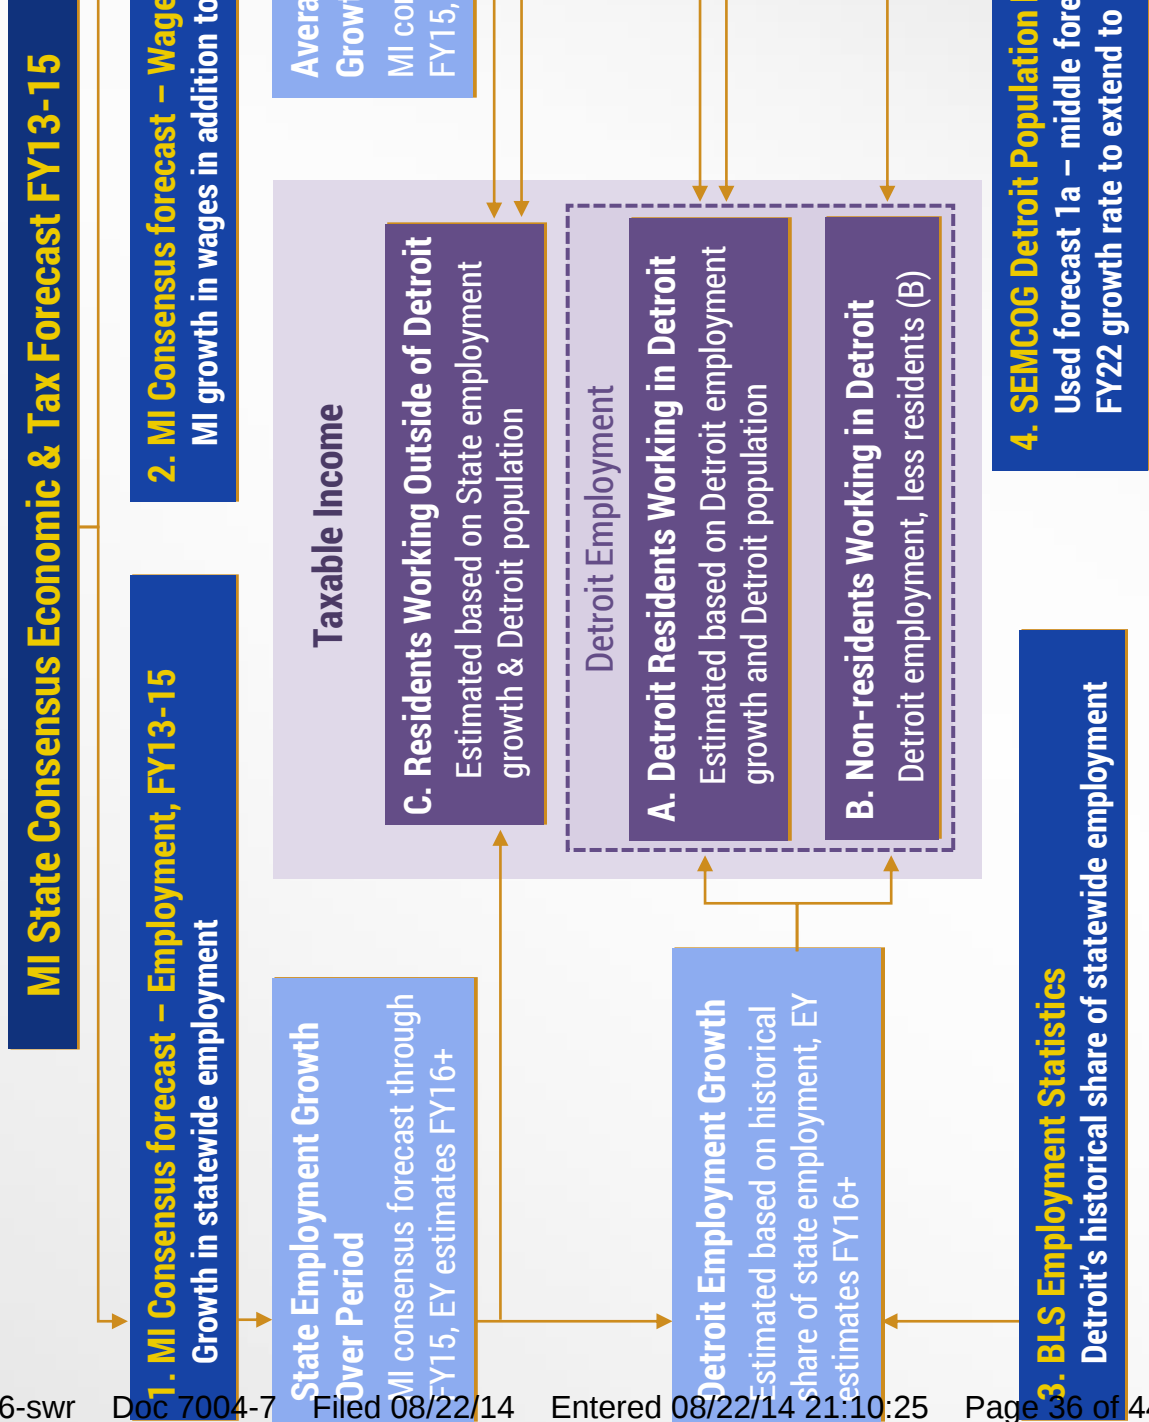 MI State Consensus Economic & Tax Forecast FY13-15
1. MI Consensus forecast – Employment, FY13-15
Growth in statewide employment
2. MI Consensus forecast – Wage
MI growth in wages in addition to
State Employment Growth
Over Period
MI consensus forecast through
FY15, EY estimates FY16+
Taxable Income
C. Residents Working Outside of Detroit
Estimated based on State employment
growth & Detroit population
Growt
MI con
FY15,
Detroit Employment
A. Detroit Residents Working in Detroit
Estimated based on Detroit employment
growth and Detroit population
B. Non-residents Working in Detroit
Detroit employment, less residents (B)
Detroit Employment Growth
Estimated based on historical
share of state employment, EY
estimates FY16+
3. BLS Employment Statistics
Detroit's historical share of statewide employment
4. SEMCOG Detroit Population
Used forecast 1a – middle fore
FY22 growth rate to extend to
6-swr Doc 7004-7 Filed 08/22/14 Entered 08/22/14 21:10:25 Page 36 of 44